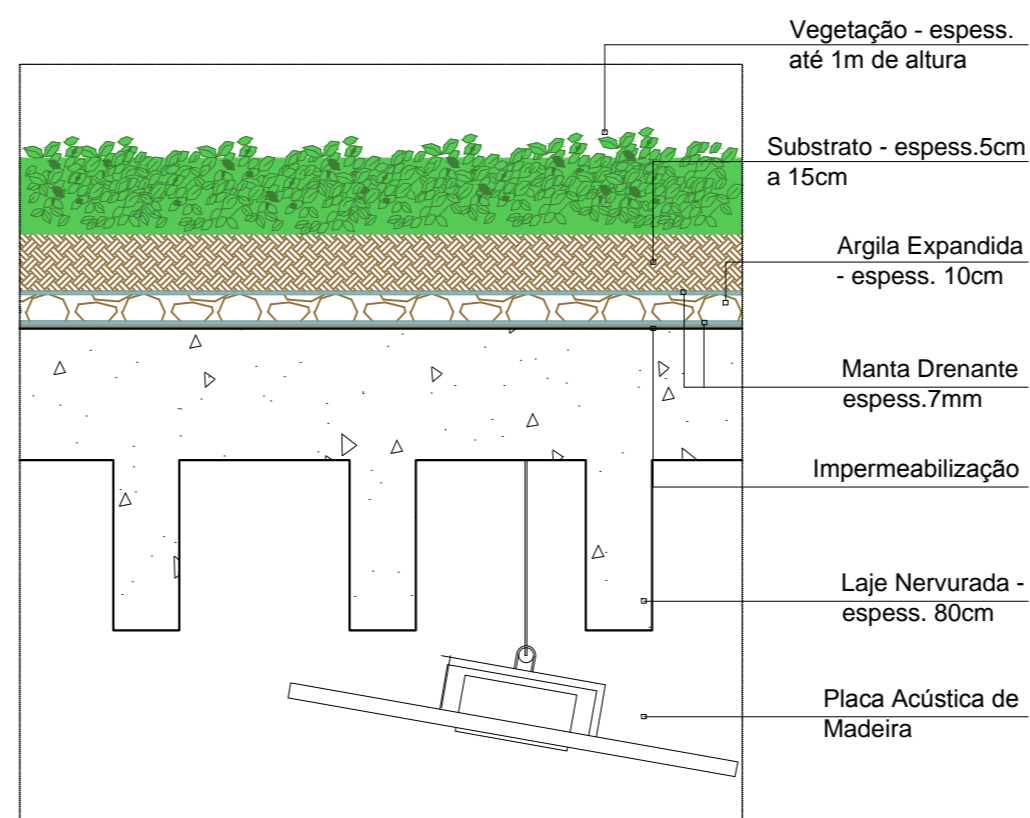 Vegetação - espess.
até 1m de altura
Substrato - espess.5cm
a 15cm
Argila Expandida
- espess. 10cm
Manta Drenante
espess.7mm
Impermeabilização
Laje Nervurada -
espess. 80cm
Placa Acústica de
Madeira